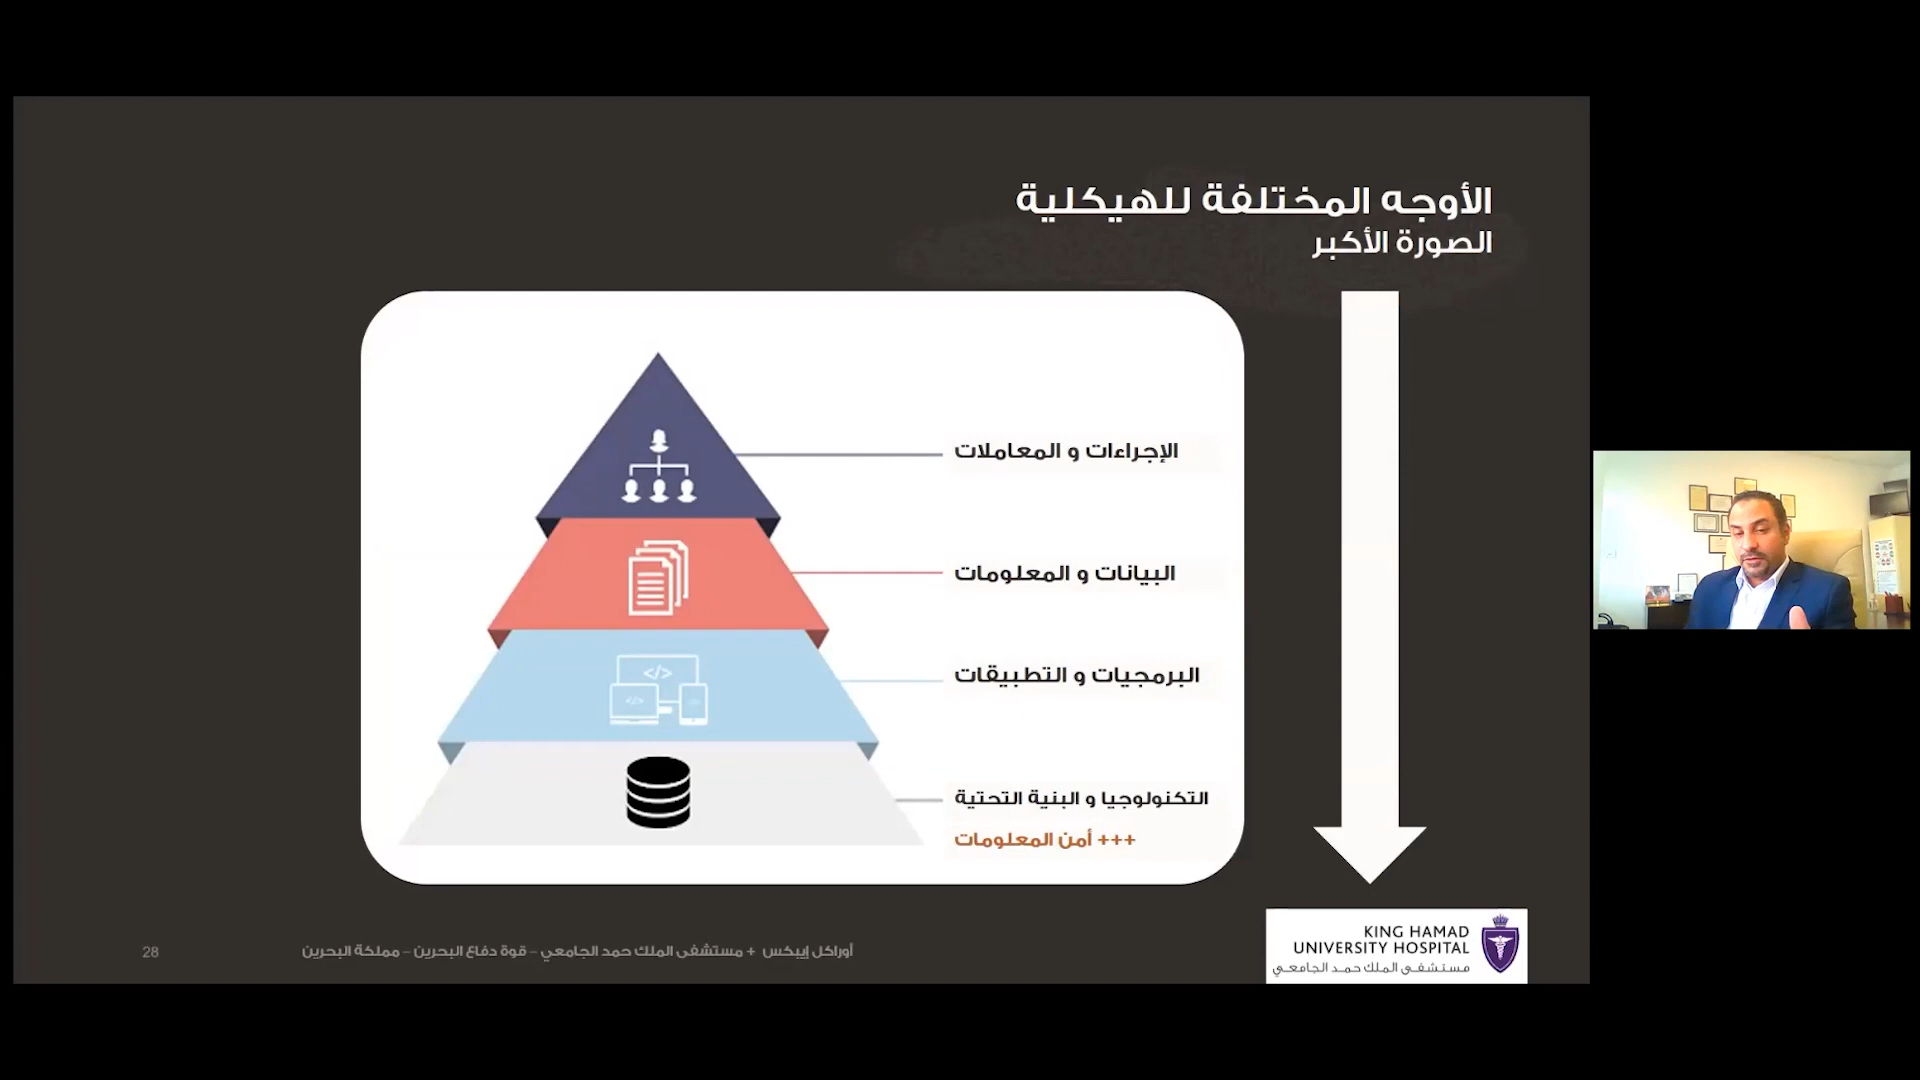 الأوجه المختلفة للهيكلية
الصورة الأكبر
الإجراءات و المعاملات
البيانات و المعلومات
</>
</>
البرمجيات و التطبيقات
التكنولوجيا و البنية التحتية
+++ أمن المعلومات
KING HAMAD
UNIVERSITY HOSPITAL
مستشفى الملك حمد الجامعي
أوراكل إيبكس + مستشفى الملك حمد الجامعي – قوة دفاع البحرين – مملكة البحرين
28